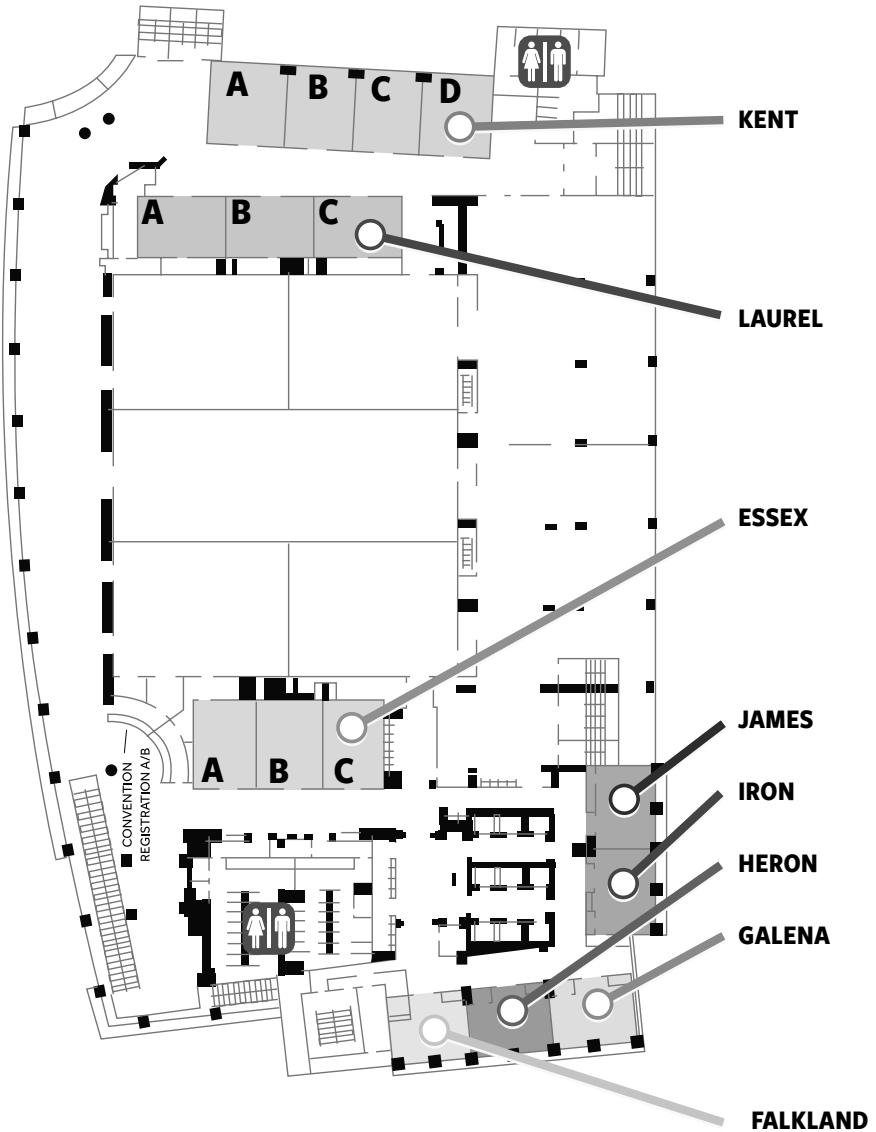 A B C D
KENT
A B C
LAUREL
ESSEX
A B C
CONVENTION
REGISTRATION A/B
JAMES
IRON
HERON
GALENA
FALKLAND